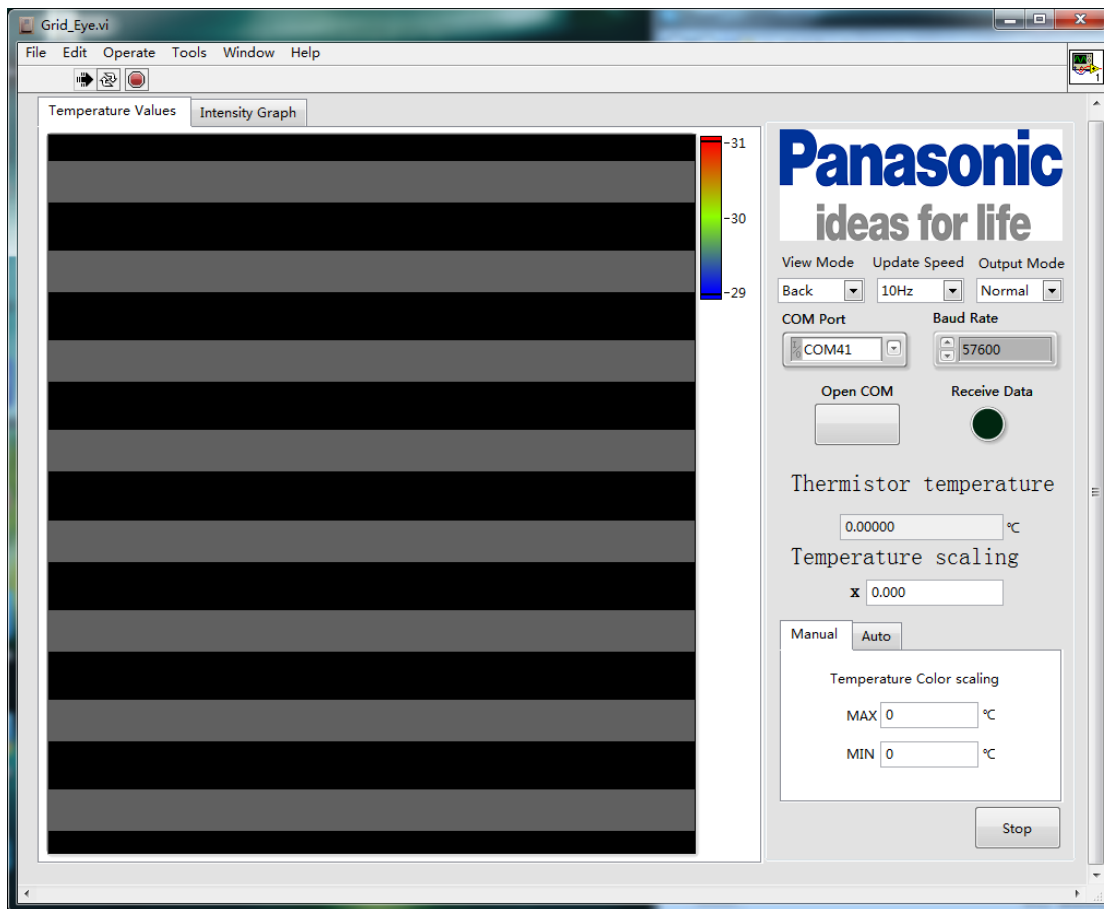 Grid_Eye.vi
File Edit Operate Tools Window Help
1
Temperature Values Intensity Graph
31
30
29
Panasonic
ideas for life
View Mode Update Speed Output Mode
Back 10Hz Normal
COM Port Baud Rate
I/O COM41 57600
Open COM Receive Data
Thermistor temperature
0.00000 °C
Temperature scaling
x 0.000
Manual Auto
Temperature Color scaling
MAX 0 °C
MIN 0 °C
Stop